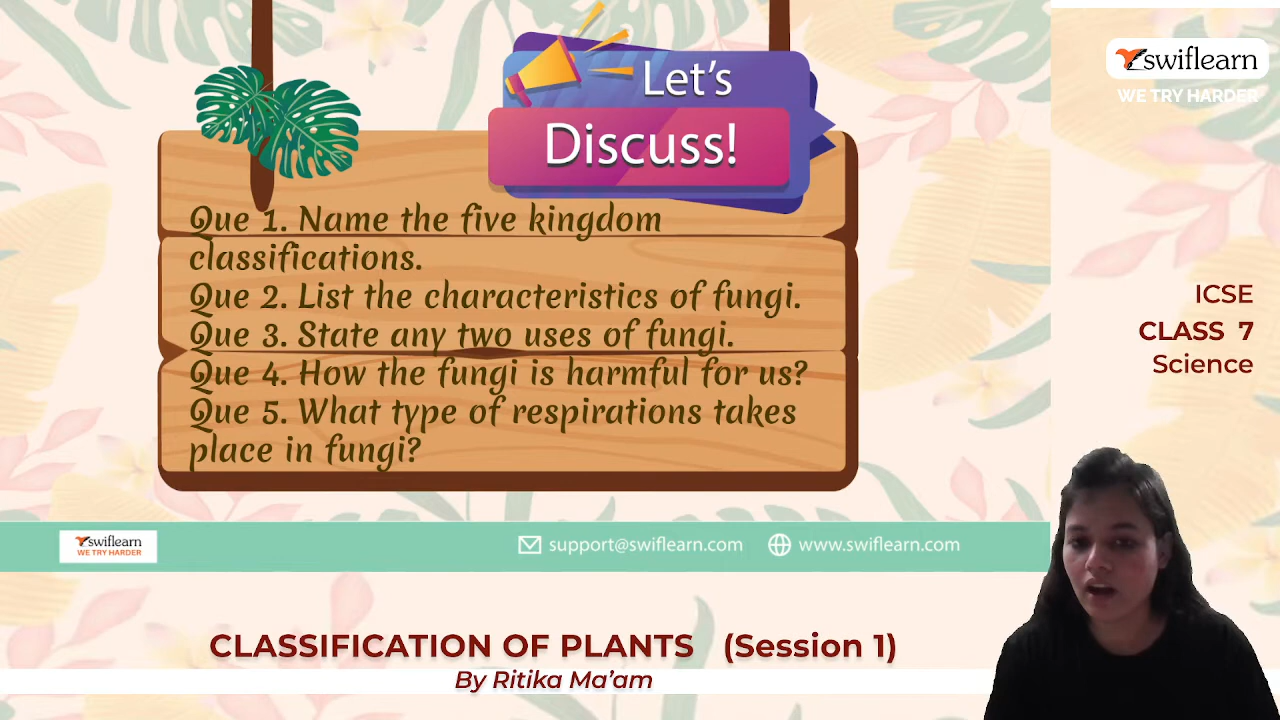 Let's
Discuss!
Que 1. Name the five kingdom
classifications.
Que 2. List the characteristics of fungi.
Que 3. State any two uses of fungi.
Que 4. How the fungi is harmful for us?
Que 5. What type of respirations takes
place in fungi?
swiflearn
WE TRY HARDER
ICSE
CLASS 7
Science
swiflearn
WE TRY HARDER
support@swiflearn.com
www.swiflearn.com
CLASSIFICATION OF PLANTS (Session 1)
By Ritika Ma'am